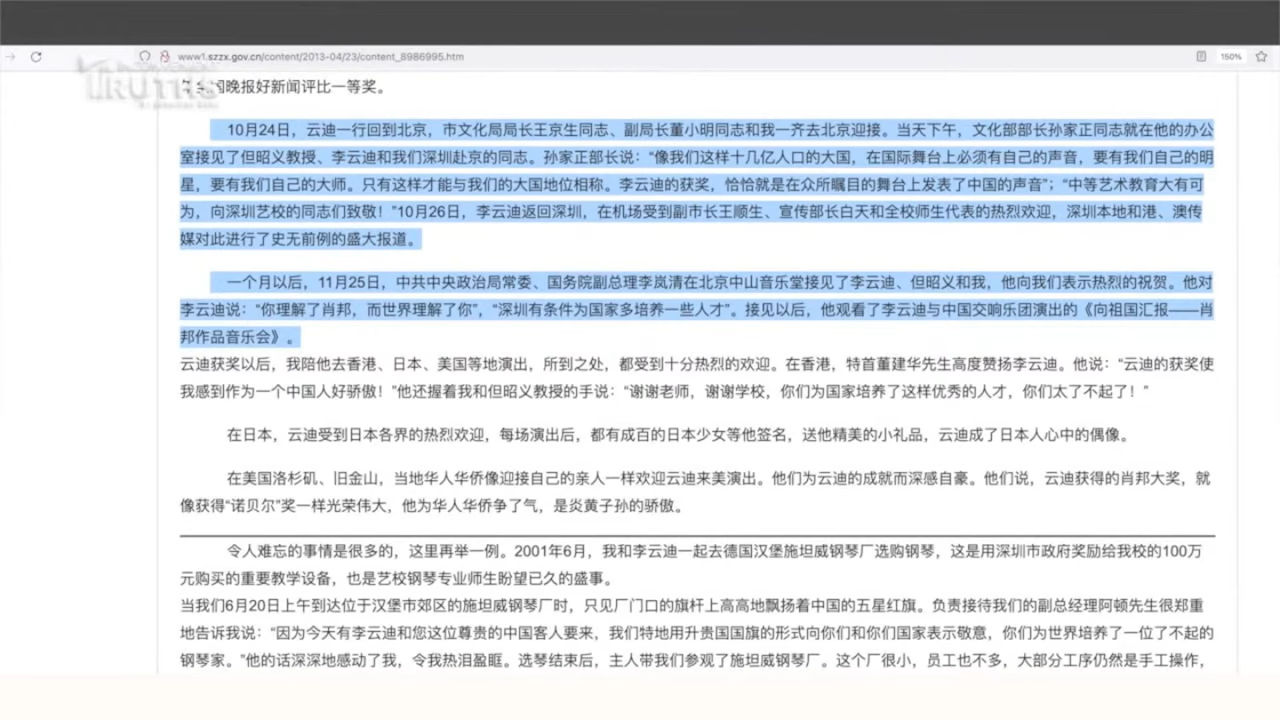 www1.szzx.gov.cn/content/2013-04/23/content_8986995.htm
150%
TRUTHS
晚报好新闻评比一等奖。
10月24日，云迪一行回到北京，市文化局局长王京生同志、副局长董小明同志和我一齐去北京迎接。当天下午，文化部部长孙家正同志就在他的办公
室接见了但昭义教授、李云迪和我们深圳赴京的同志。孙家正部长说：“像我们这样十几亿人口的大国，在国际舞台上必须有自己的声音，要有我们自己的明
星，要有我们自己的大师。只有这样才能与我们的大国地位相称。李云迪的获奖，恰恰就是在众所瞩目的舞台上发表了中国的声音”；“中等艺术教育大有可
为，向深圳艺校的同志们致敬！”10月26日，李云迪返回深圳，在机场受到副市长王顺生、宣传部长白天和全校师生代表的热烈欢迎，深圳本地和港、澳传
媒对此进行了史无前例的盛大报道。
一个月以后，11月25日，中共中央政治局常委、国务院副总理李岚清在北京中山音乐堂接见了李云迪、但昭义和我，他向我们表示热烈的祝贺。他对
李云迪说：“你理解了肖邦，而世界理解了你”，“深圳有条件为国家多培养一些人才”。接见以后，他观看了李云迪与中国交响乐团演出的《向祖国汇报——肖
邦作品音乐会》。
云迪获奖以后，我陪他去香港、日本、美国等地演出，所到之处，都受到十分热烈的欢迎。在香港，特首董建华先生高度赞扬李云迪。他说：“云迪的获奖使
我感到作为一个中国人好骄傲！”他还握着我和但昭义教授的手说：“谢谢老师，谢谢学校，你们为国家培养了这样优秀的人才，你们太了不起了！”
在日本，云迪受到日本各界的热烈欢迎，每场演出后，都有成百的日本少女等他签名，送他精美的小礼品，云迪成了日本人心中的偶像。
在美国洛杉矶、旧金山，当地华人华侨像迎接自己的亲人一样欢迎云迪来美演出。他们为云迪的成就而深感自豪。他们说，云迪获得的肖邦大奖，就
像获得“诺贝尔”奖一样光荣伟大，他为华人华侨争了气，是炎黄子孙的骄傲。
令人难忘的事情是很多的，这里再举一例。2001年6月，我和李云迪一起去德国汉堡施坦威钢琴厂选购钢琴，这是用深圳市政府奖励给我校的100万
元购买的重要教学设备，也是艺校钢琴专业师生盼望已久的盛事。
当我们6月20日上午到达位于汉堡市郊区的施坦威钢琴厂时，只见厂门口的旗杆上高高地飘扬着中国的五星红旗。负责接待我们的副总经理阿顿先生很郑重
地告诉我说：“因为今天有李云迪和您这位尊贵的中国客人要来，我们特地用升贵国国旗的形式向你们和你们国家表示敬意，你们为世界培养了一位了不起的
钢琴家。”他的话深深地感动了我，令我热泪盈眶。选琴结束后，主人带我们参观了施坦威钢琴厂。这个厂很小，员工也不多，大部分工序仍然是手工操作，